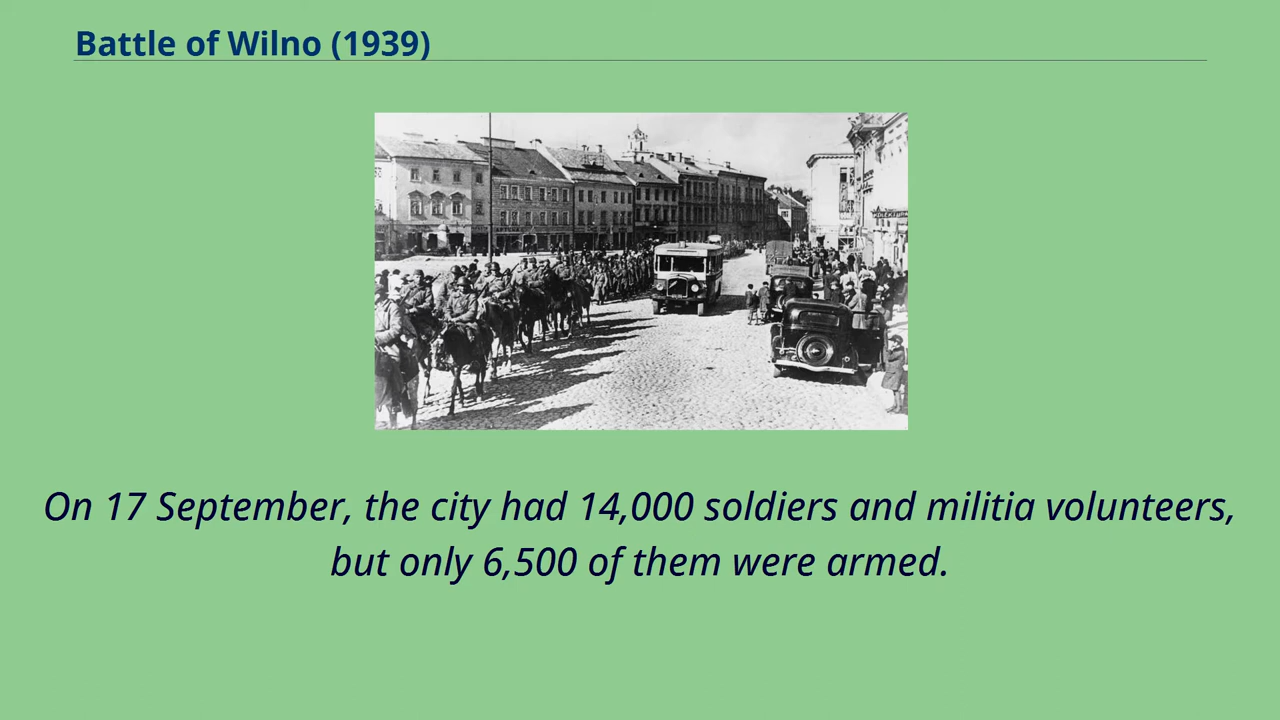 Battle of Wilno (1939)
On 17 September, the city had 14,000 soldiers and militia volunteers,
but only 6,500 of them were armed.